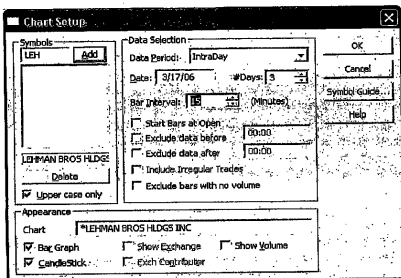 Chart Setup
Symbols
LEH
Add
LEHMAN BROS HLDGS
Delete
Upper case only
Data Selection
Data Period: IntraDay
Date: 3/17/06 #Days: 3
Bar Interval: 15 (Minutes)
Start Bars at Open
Exclude data before 00:00
Exclude data after 00:00
Include Irregular Trades
Exclude bars with no volume
OK
Cancel
Symbol Guide...
Help
Appearance
Chart *LEHMAN BROS HLDGS INC
Bar Graph Show Exchange Show Volume
CandleStick Exch Contributer